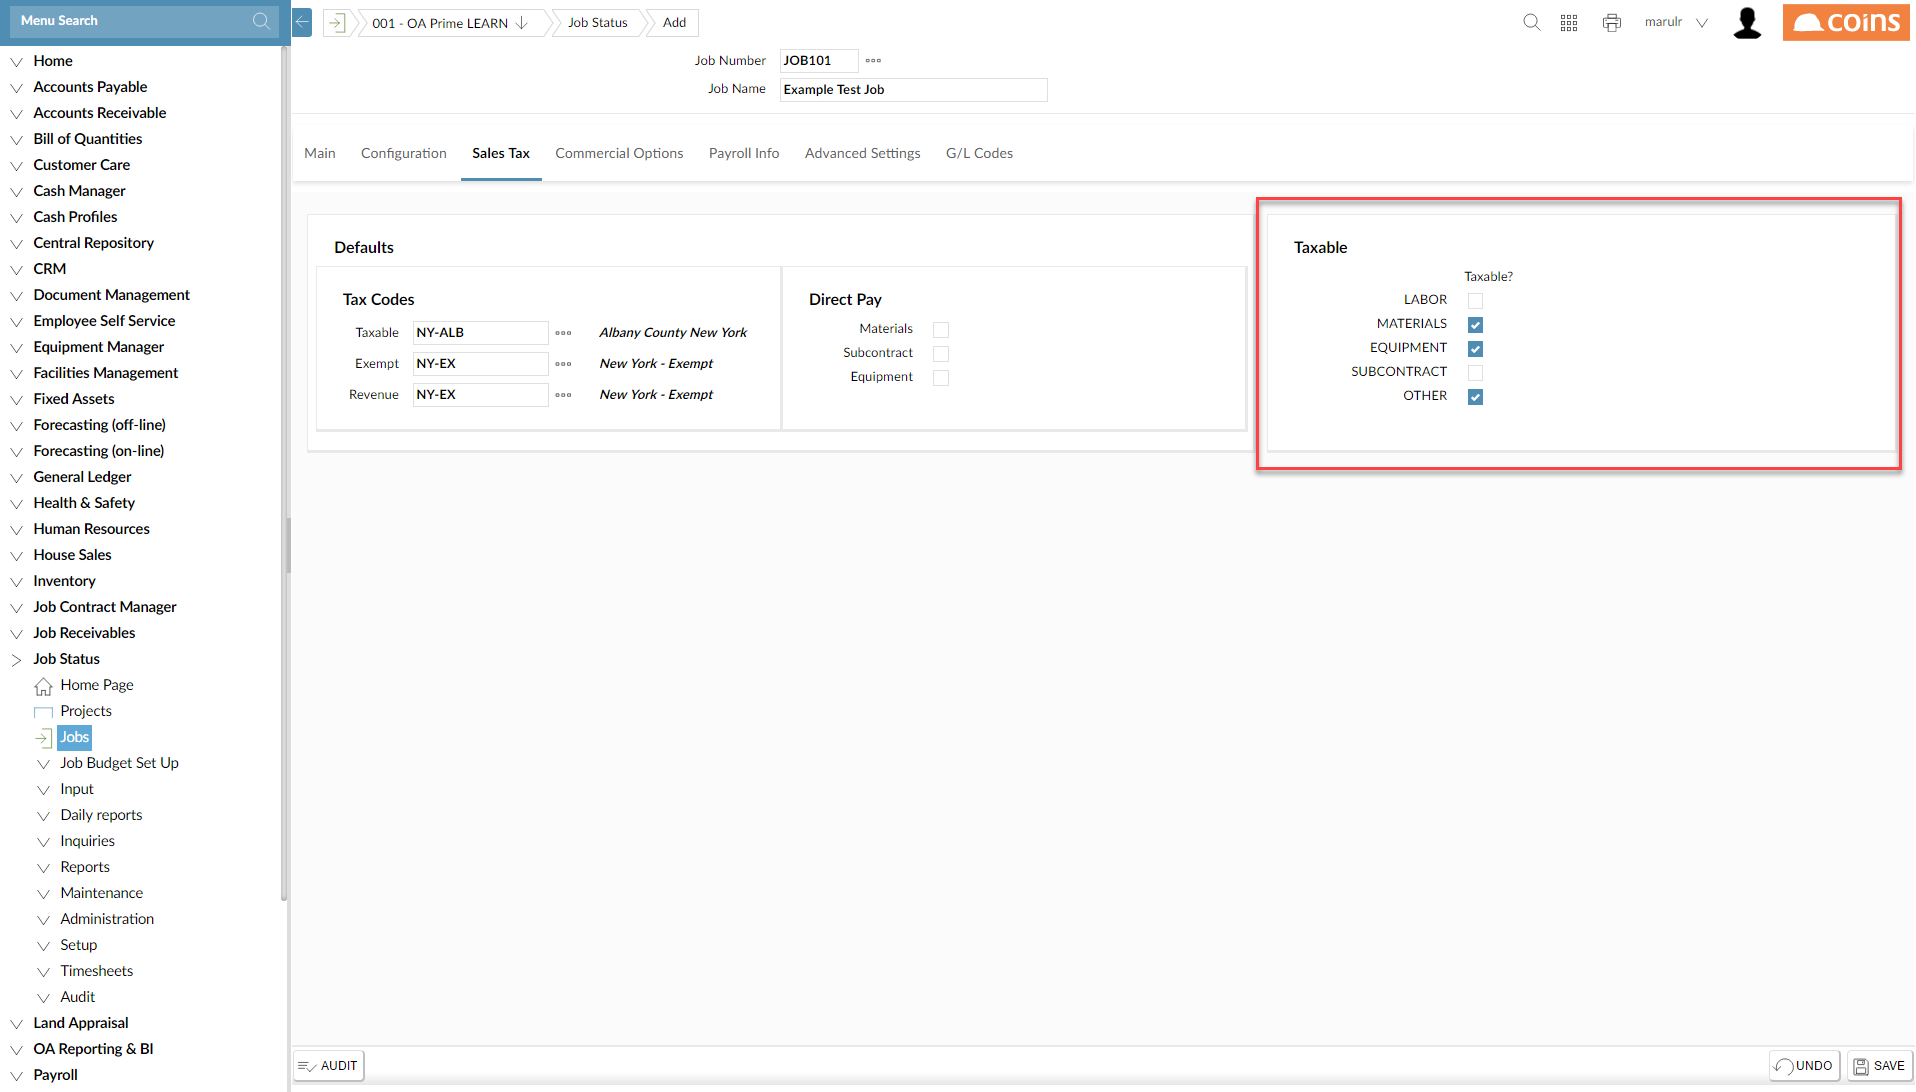 Menu Search
Home
Accounts Payable
Accounts Receivable
Bill of Quantities
Customer Care
Cash Manager
Cash Profiles
Central Repository
CRM
Document Management
Employee Self Service
Equipment Manager
Facilities Management
Fixed Assets
Forecasting (off-line)
Forecasting (on-line)
General Ledger
Health & Safety
Human Resources
House Sales
Inventory
Job Contract Manager
Job Receivables
Job Status
Home Page
Projects
Jobs
Job Budget Set Up
Input
Daily reports
Inquiries
Reports
Maintenance
Administration
Setup
Timesheets
Audit
Land Appraisal
OA Reporting & BI
Payroll
001 - OA Prime LEARN
Job Status
Add
marulr
coins
Job Number JOB101
Job Name Example Test Job
Main Configuration Sales Tax Commercial Options Payroll Info Advanced Settings G/L Codes
Defaults
Tax Codes
Taxable NY-ALB Albany County New York
Exempt NY-EX New York - Exempt
Revenue NY-EX New York - Exempt
Direct Pay
Materials
Subcontract
Equipment
Taxable
Taxable?
LABOR
MATERIALS
EQUIPMENT
SUBCONTRACT
OTHER
AUDIT
UNDO
SAVE